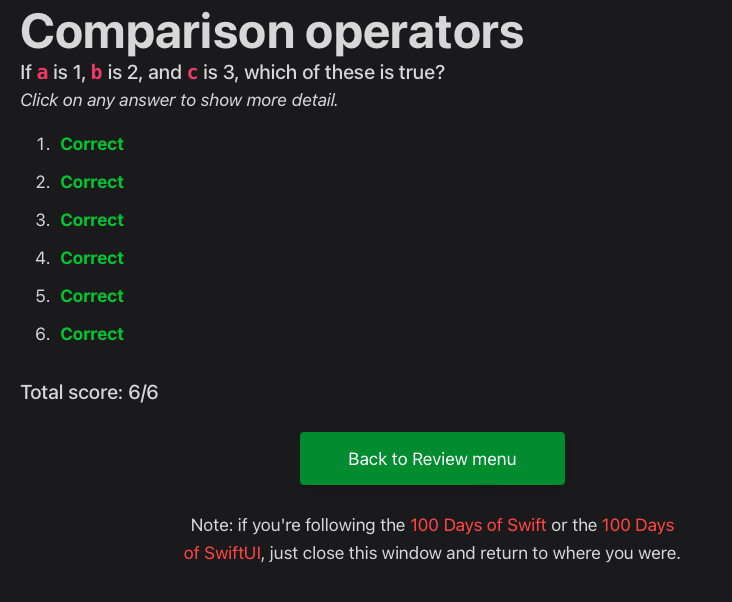 Comparison operators
If a is 1, b is 2, and c is 3, which of these is true?
Click on any answer to show more detail.
1. Correct
2. Correct
3. Correct
4. Correct
5. Correct
6. Correct
Total score: 6/6
Back to Review menu
Note: if you're following the 100 Days of Swift or the 100 Days
of SwiftUI, just close this window and return to where you were.